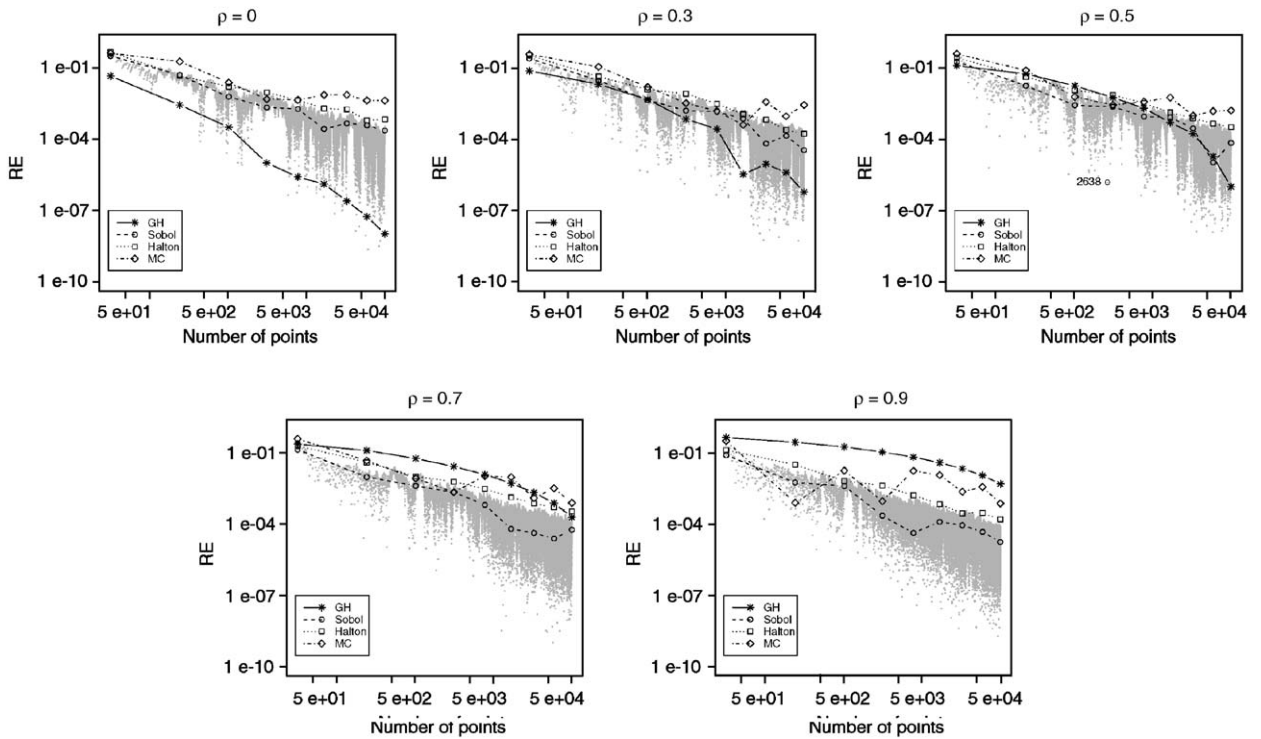 ρ = 0
1 e-01
1 e-04
1 e-07
1 e-10
RE
GH
Sobol
Halton
MC
5 e+01 5 e+02 5 e+03 5 e+04
Number of points
ρ = 0.3
1 e-01
1 e-04
1 e-07
1 e-10
RE
GH
Sobol
Halton
MC
5 e+01 5 e+02 5 e+03 5 e+04
Number of points
ρ = 0.5
1 e-01
1 e-04
1 e-07
1 e-10
RE
2638
GH
Sobol
Halton
MC
5 e+01 5 e+02 5 e+03 5 e+04
Number of points
ρ = 0.7
1 e-01
1 e-04
1 e-07
1 e-10
RE
GH
Sobol
Halton
MC
5 e+01 5 e+02 5 e+03 5 e+04
Number of points
ρ = 0.9
1 e-01
1 e-04
1 e-07
1 e-10
RE
GH
Sobol
Halton
MC
5 e+01 5 e+02 5 e+03 5 e+04
Number of points